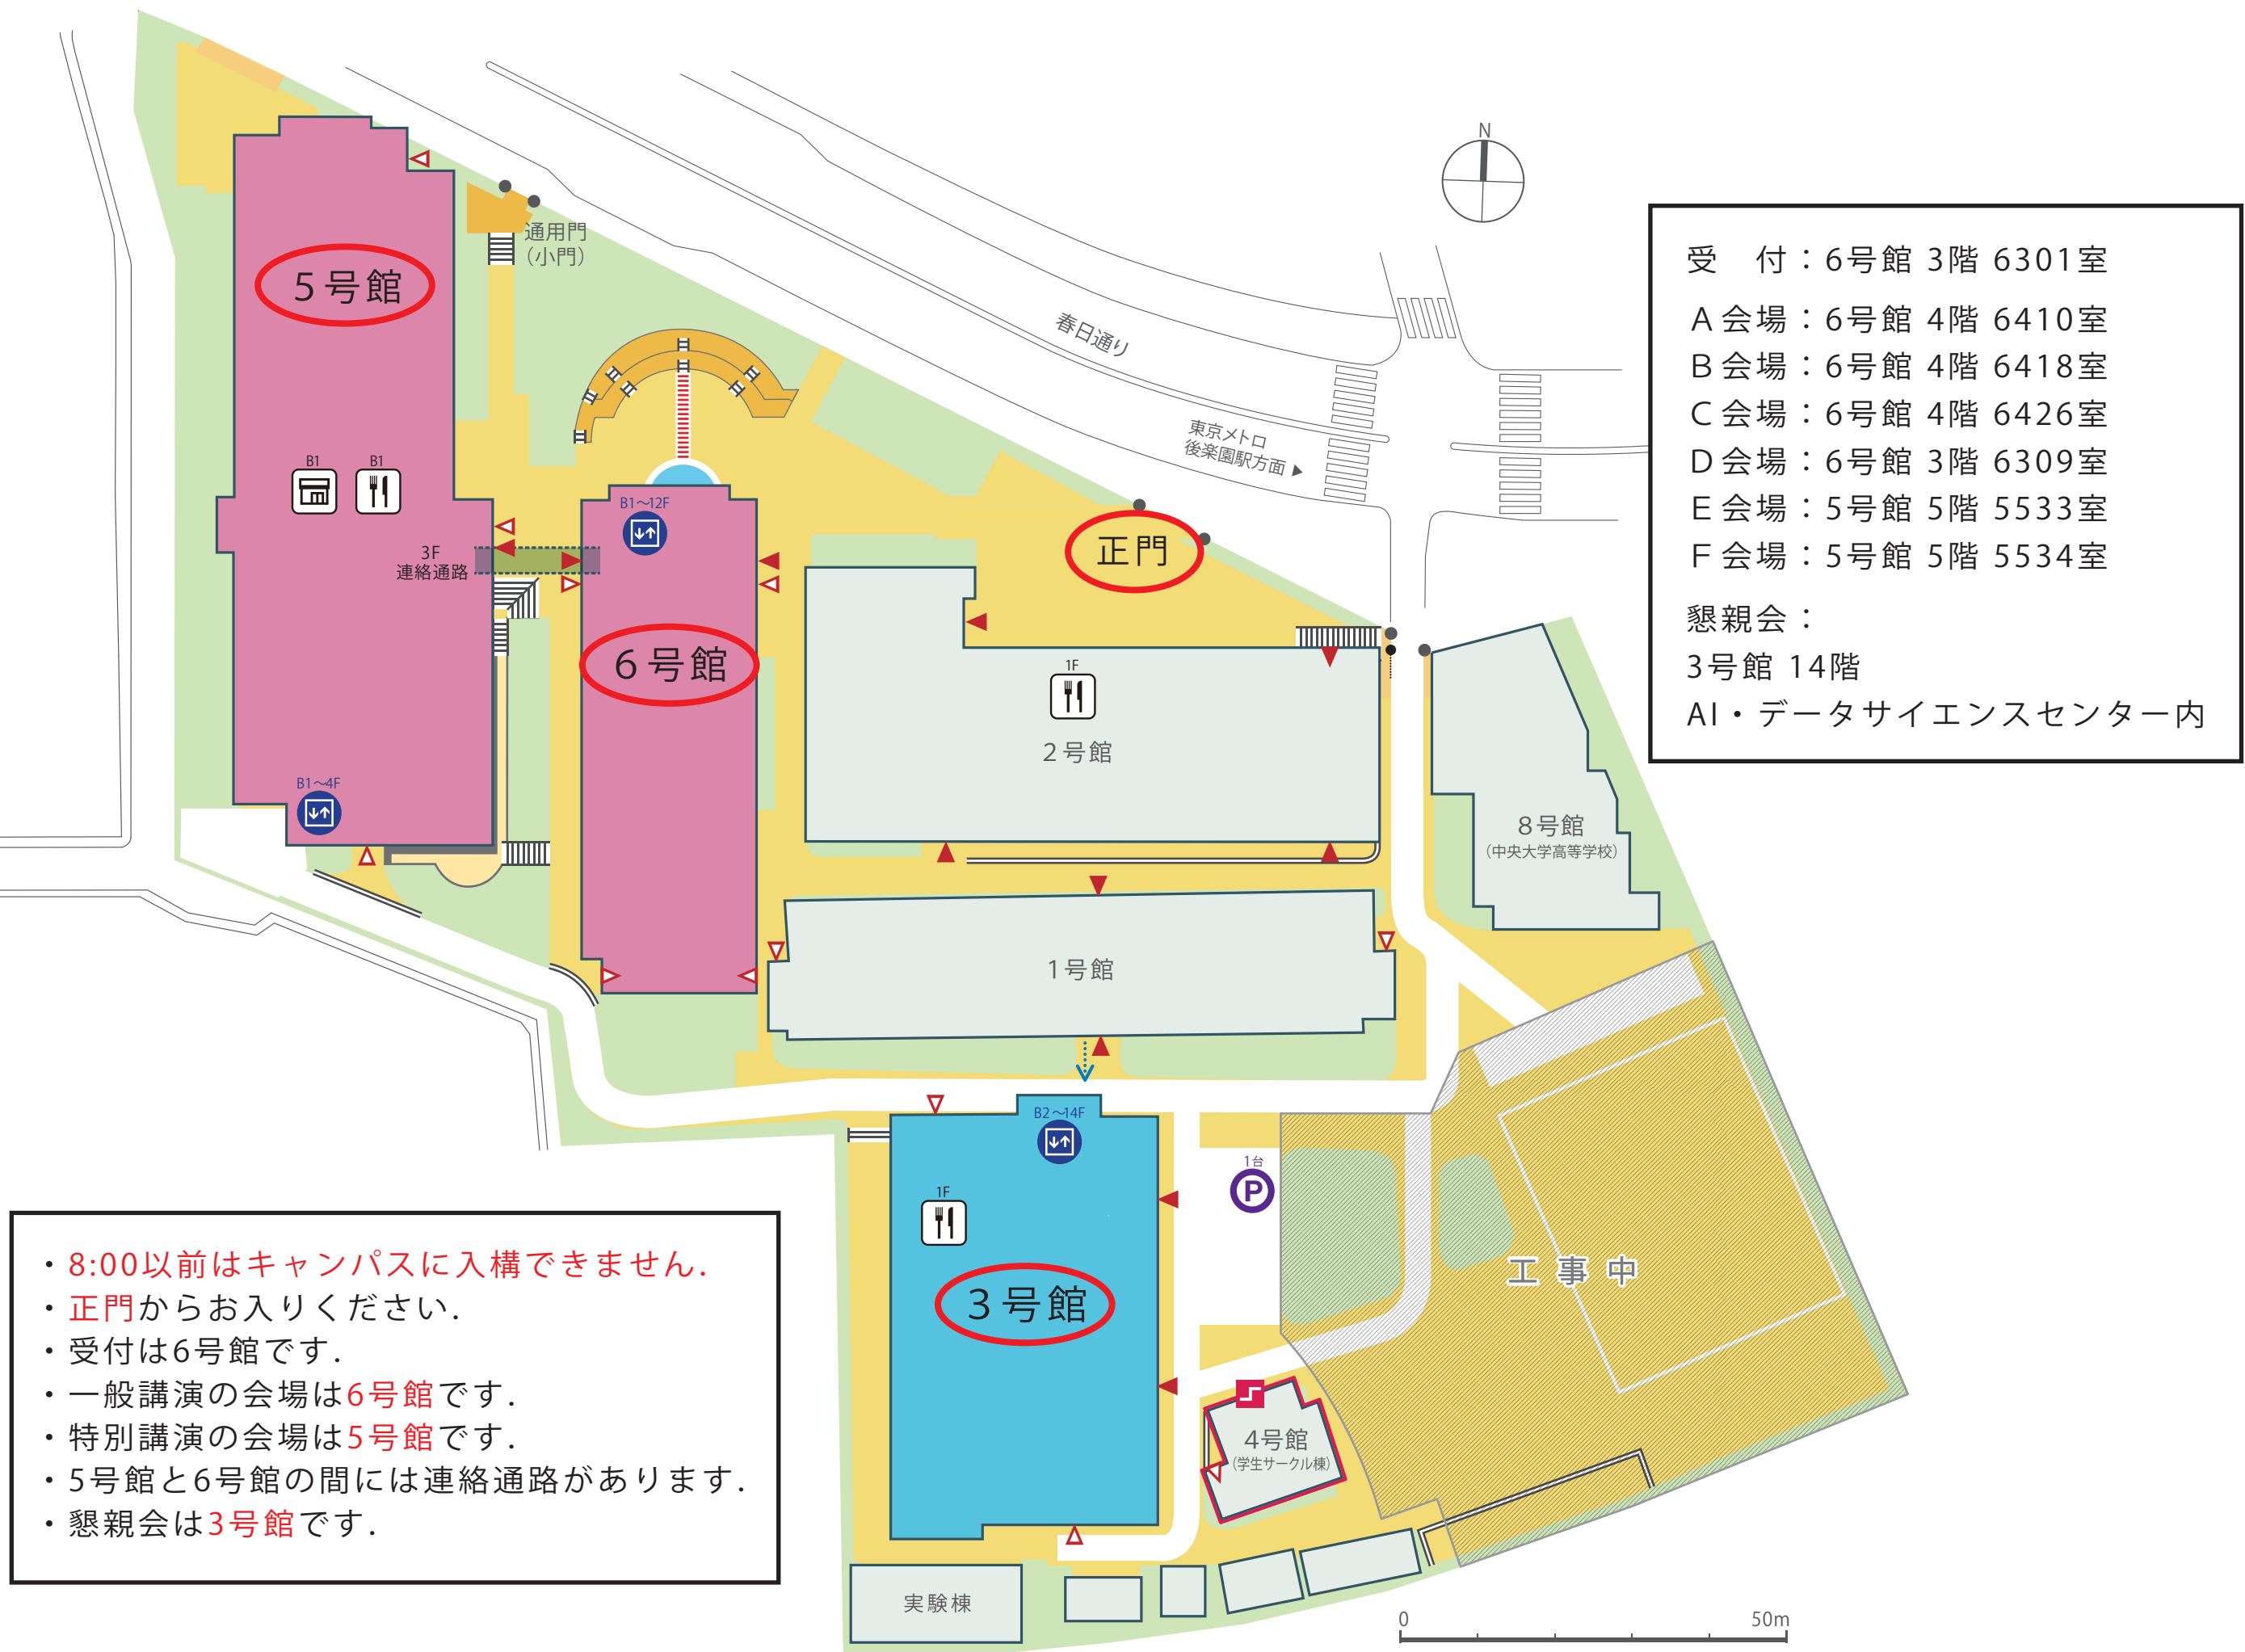 N
通用門
（小門）
５号館
春日通り
東京メトロ
後楽園駅方面 ▶
受　付：6号館 3階 6301室
Ａ会場：6号館 4階 6410室
Ｂ会場：6号館 4階 6418室
Ｃ会場：6号館 4階 6426室
Ｄ会場：6号館 3階 6309室
Ｅ会場：5号館 5階 5533室
Ｆ会場：5号館 5階 5534室
懇親会：
3号館 14階
AI・データサイエンスセンター内
B1
B1
B1～12F
3F
連絡通路
正門
６号館
1F
２号館
B1～4F
８号館
（中央大学高等学校）
１号館
B2～14F
1F
1台
P
３号館
工事中
4号館
（学生サークル棟）
実験棟
0
50m
・8:00以前はキャンパスに入構できません.
・正門からお入りください.
・受付は6号館です.
・一般講演の会場は6号館です.
・特別講演の会場は5号館です.
・5号館と6号館の間には連絡通路があります.
・懇親会は3号館です.